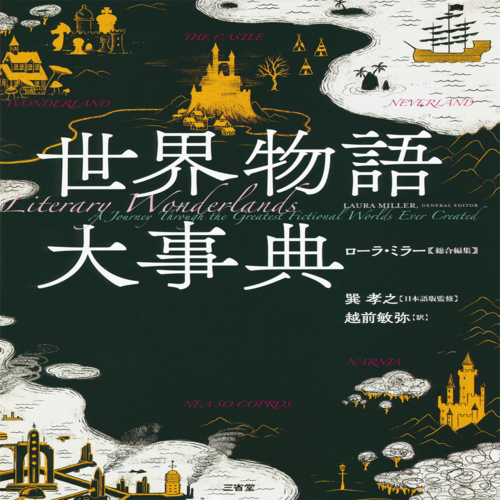 THE CASTLE
WONDERLAND
NEVERLAND
世界物語
Literary Wonderlands
LAURA MILLER, GENERAL EDITOR
A Journey Through the Greatest Fictional Worlds Ever Created
大事典
ローラ・ミラー【総合編集】
巽 孝之【日本語版監修】
越前敏弥【訳】
NARNIA
NEA SO COPROS
三省堂